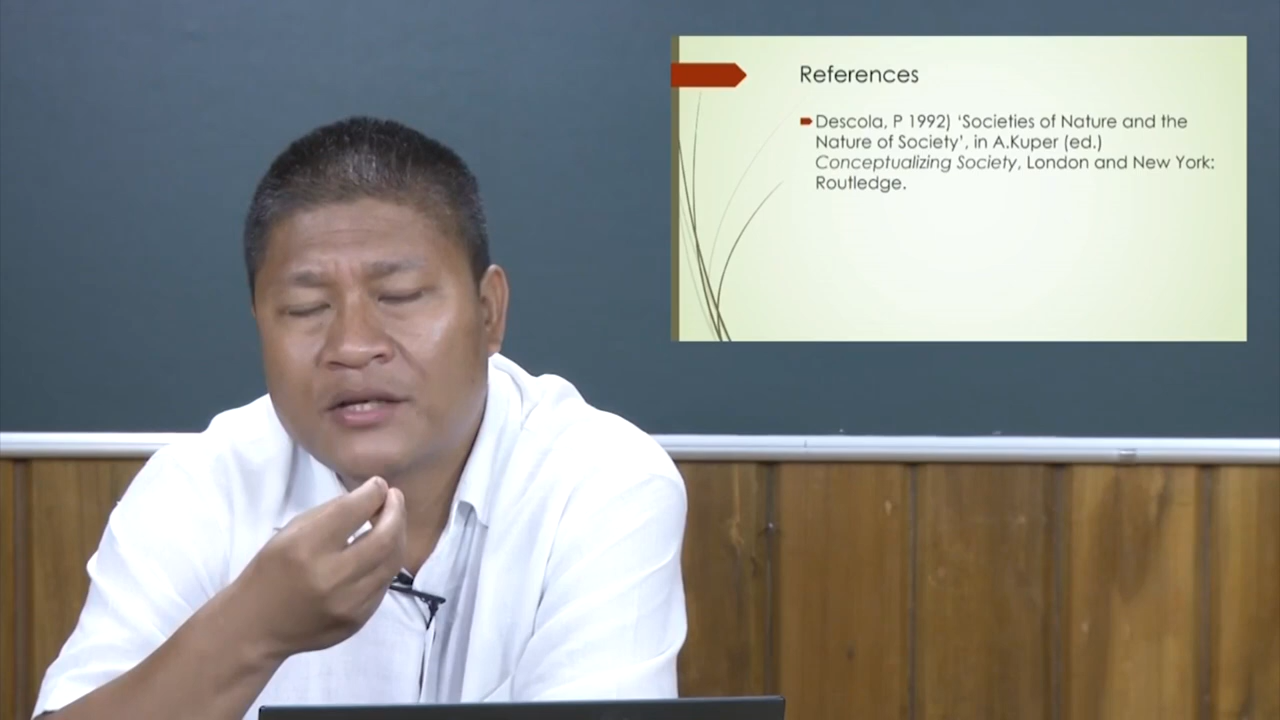 References
Descola, P 1992) ‘Societies of Nature and the
Nature of Society’, in A.Kuper (ed.)
Conceptualizing Society, London and New York:
Routledge.